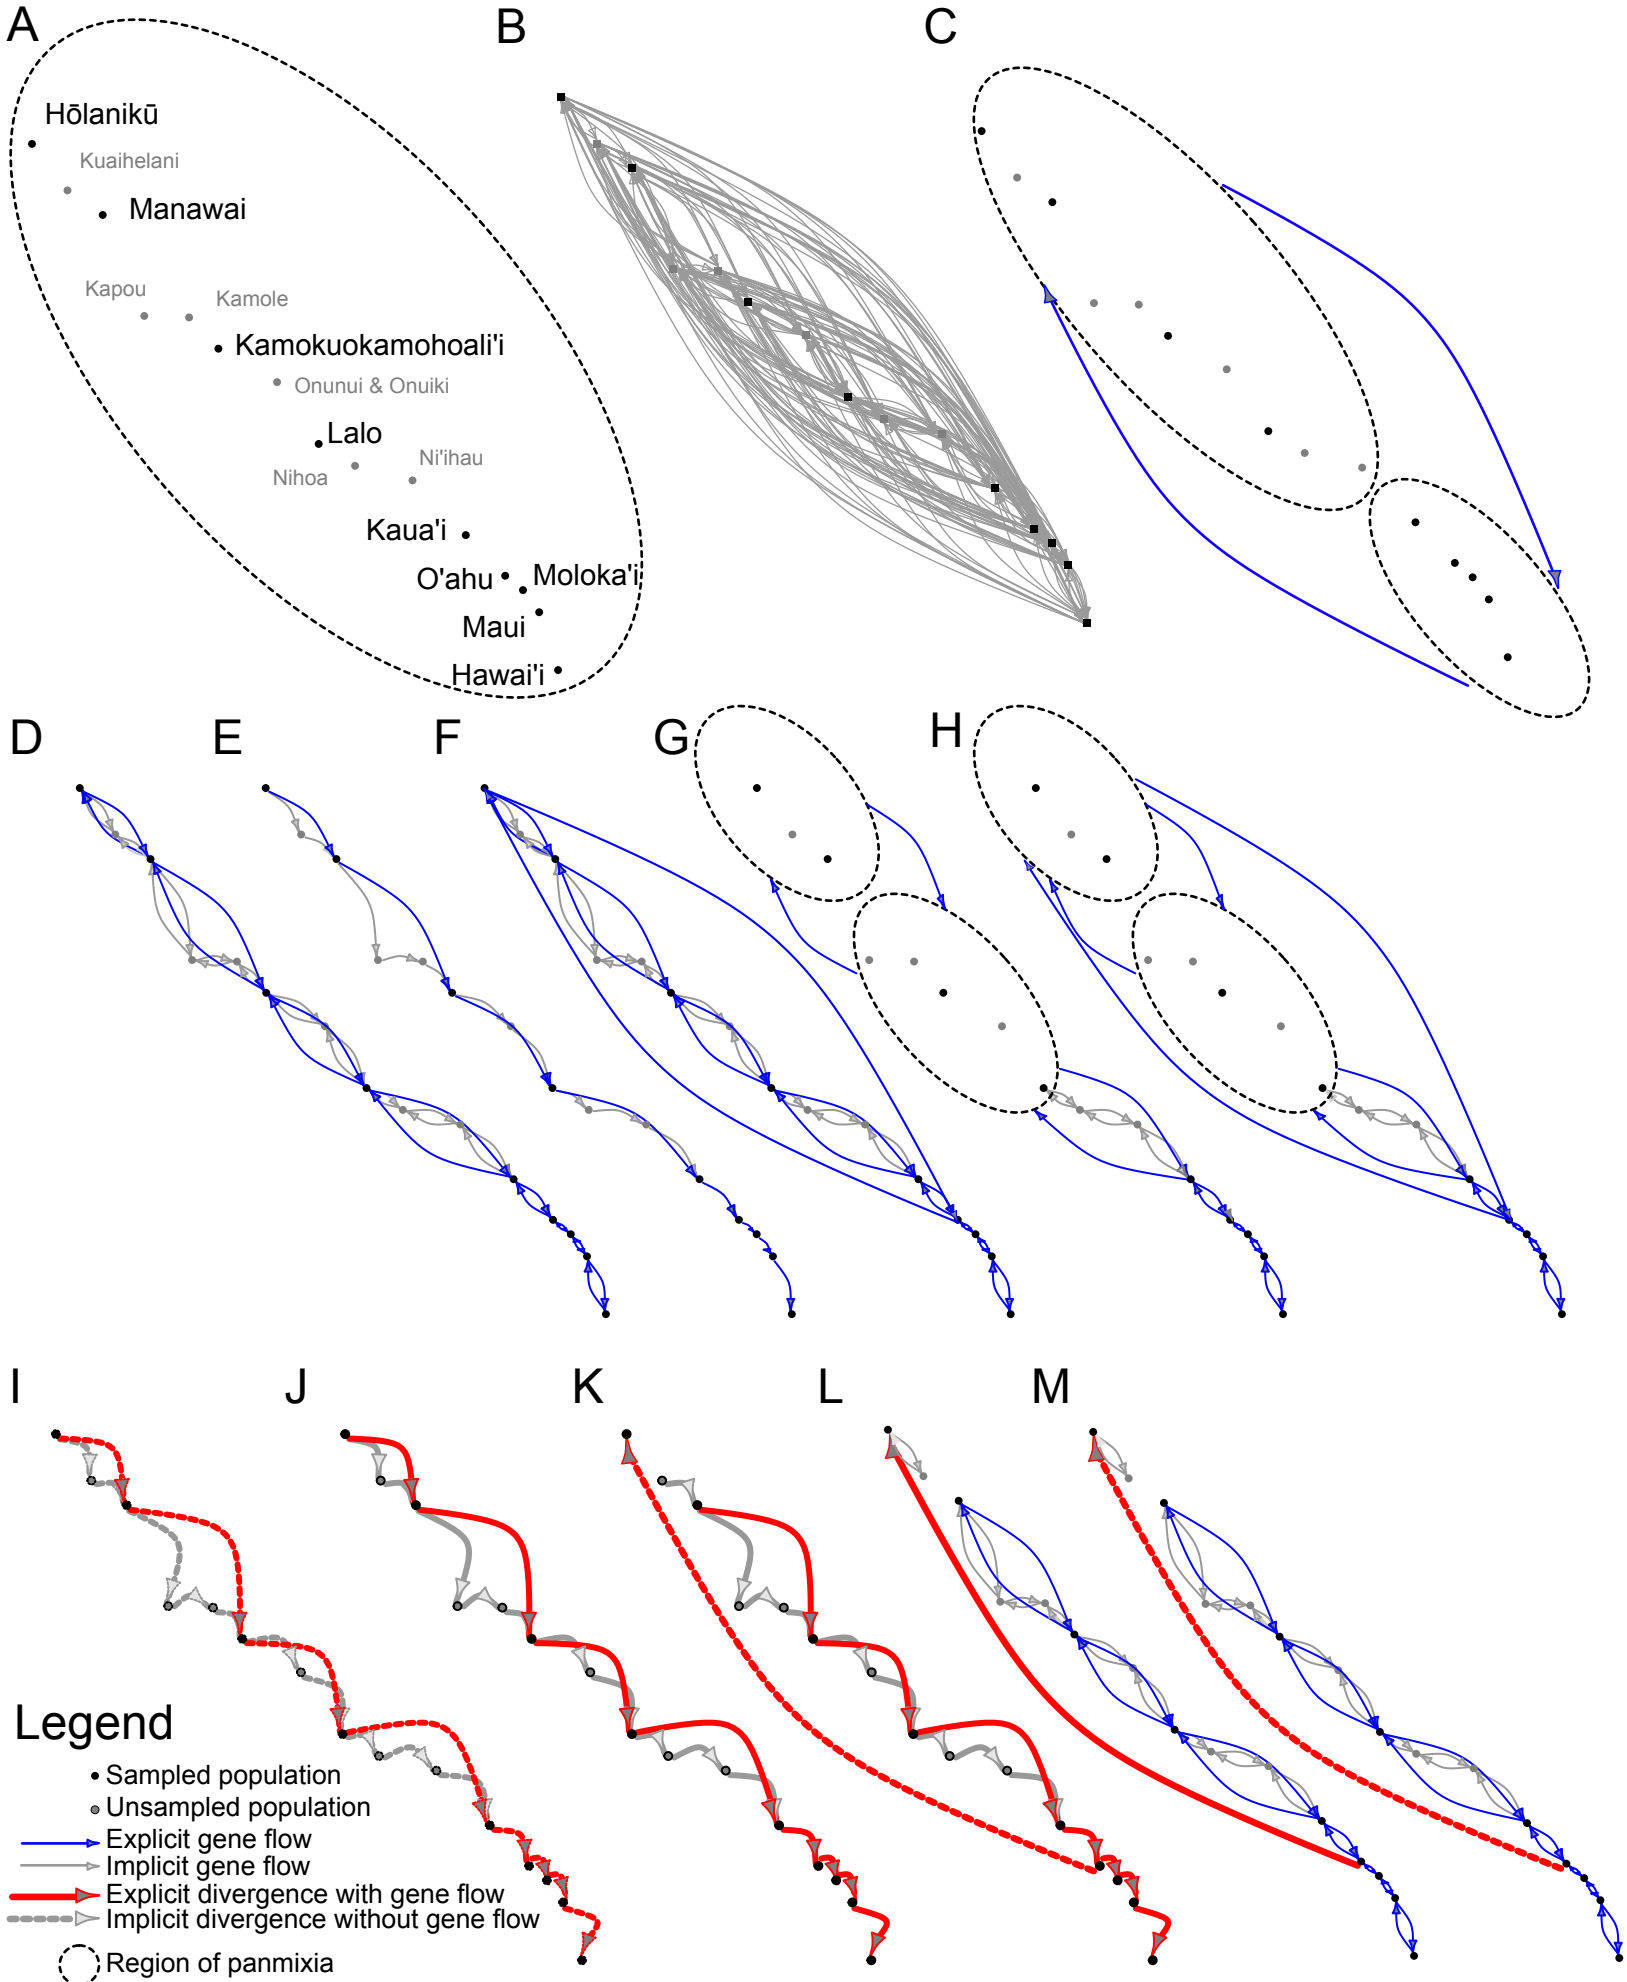 A
B
C
Hōlanikū
Kuaihelani
Manawai
Kapou
Kamole
Kamokuokamohoali'i
Onunui & Onuiki
Lalo
Ni'ihau
Nihoa
Kaua'i
O'ahu
Moloka'i
Maui
Hawai'i
D
E
F
G
H
I
J
K
L
M
Legend
Sampled population
Unsampled population
Explicit gene flow
Implicit gene flow
Explicit divergence with gene flow
Implicit divergence without gene flow
Region of panmixia